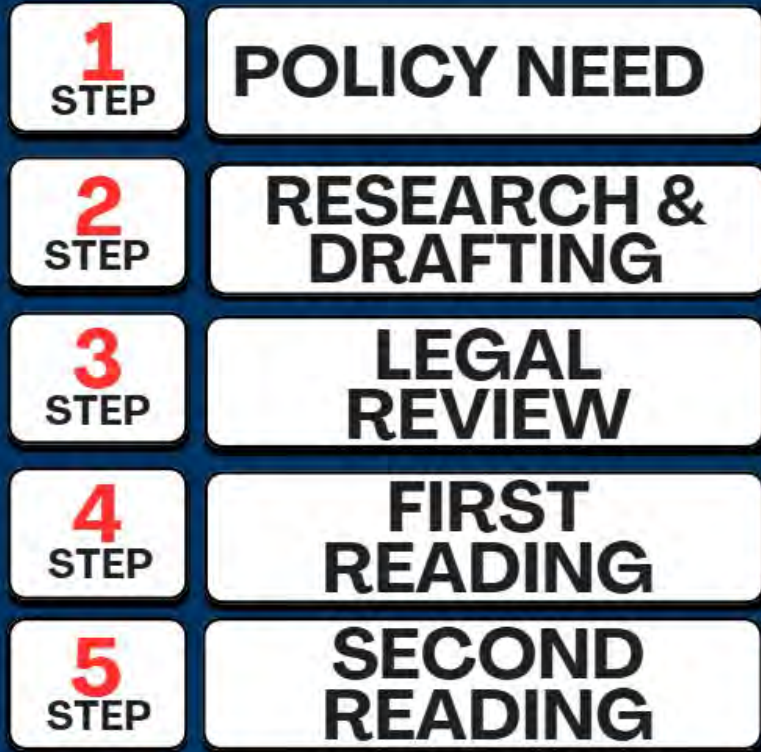 1
STEP
POLICY NEED
2
STEP
RESEARCH &
DRAFTING
3
STEP
LEGAL
REVIEW
4
STEP
FIRST
READING
5
STEP
SECOND
READING